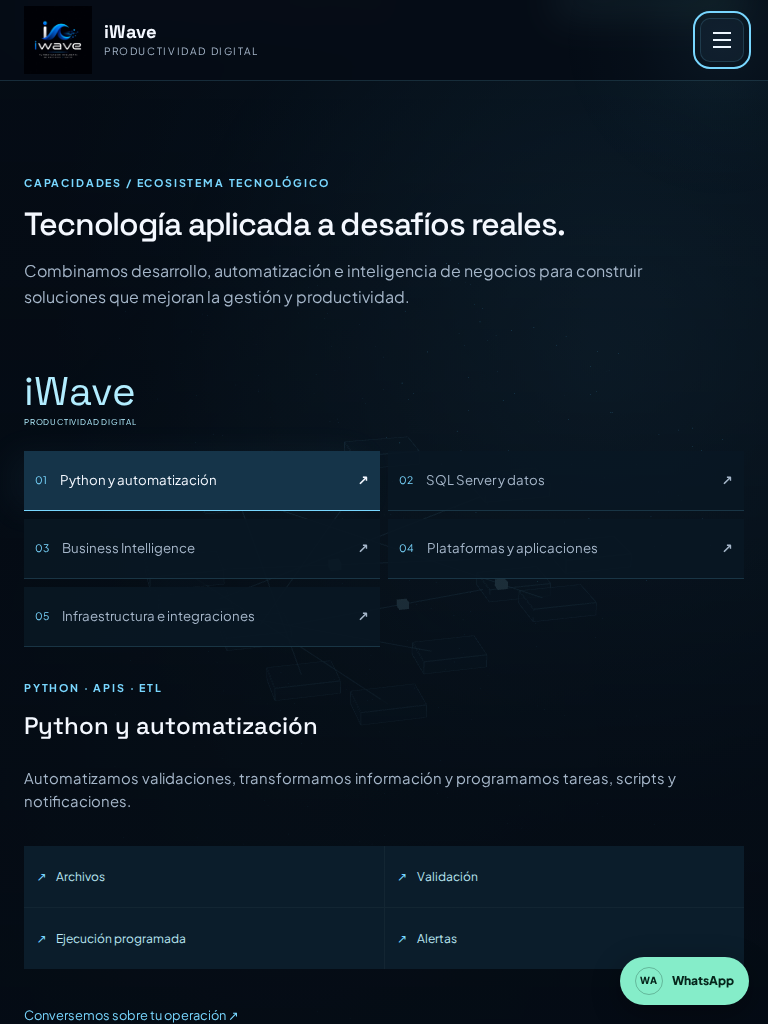 iwave
iWave
PRODUCTIVIDAD DIGITAL
CAPACIDADES / ECOSISTEMA TECNOLÓGICO
Tecnología aplicada a desafíos reales.
Combinamos desarrollo, automatización e inteligencia de negocios para construir
soluciones que mejoran la gestión y productividad.
iWave
PRODUCTIVIDAD DIGITAL
01 Python y automatización ↗
02 SQL Server y datos ↗
03 Business Intelligence ↗
04 Plataformas y aplicaciones ↗
05 Infraestructura e integraciones ↗
PYTHON · APIS · ETL
Python y automatización
Automatizamos validaciones, transformamos información y programamos tareas, scripts y
notificaciones.
↗ Archivos
↗ Validación
↗ Ejecución programada
↗ Alertas
WA WhatsApp
Conversemos sobre tu operación ↗